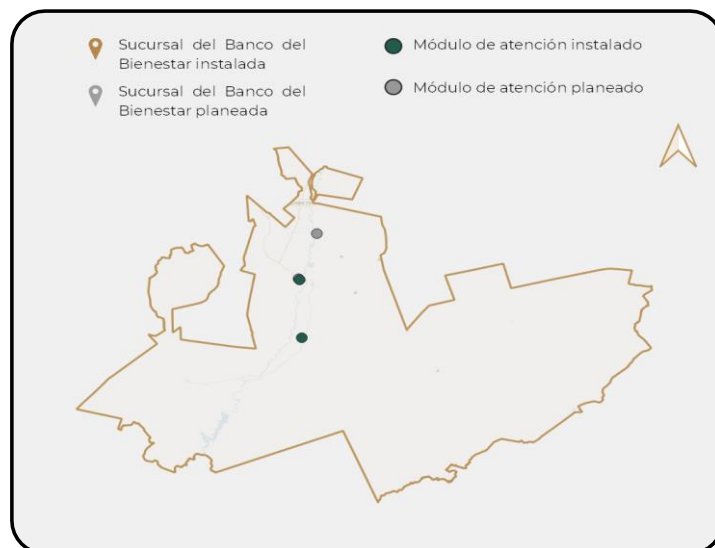 Sucursal del Banco del
Bienestar instalada
Sucursal del Banco del
Bienestar planeada
Módulo de atención instalado
Módulo de atención planeado